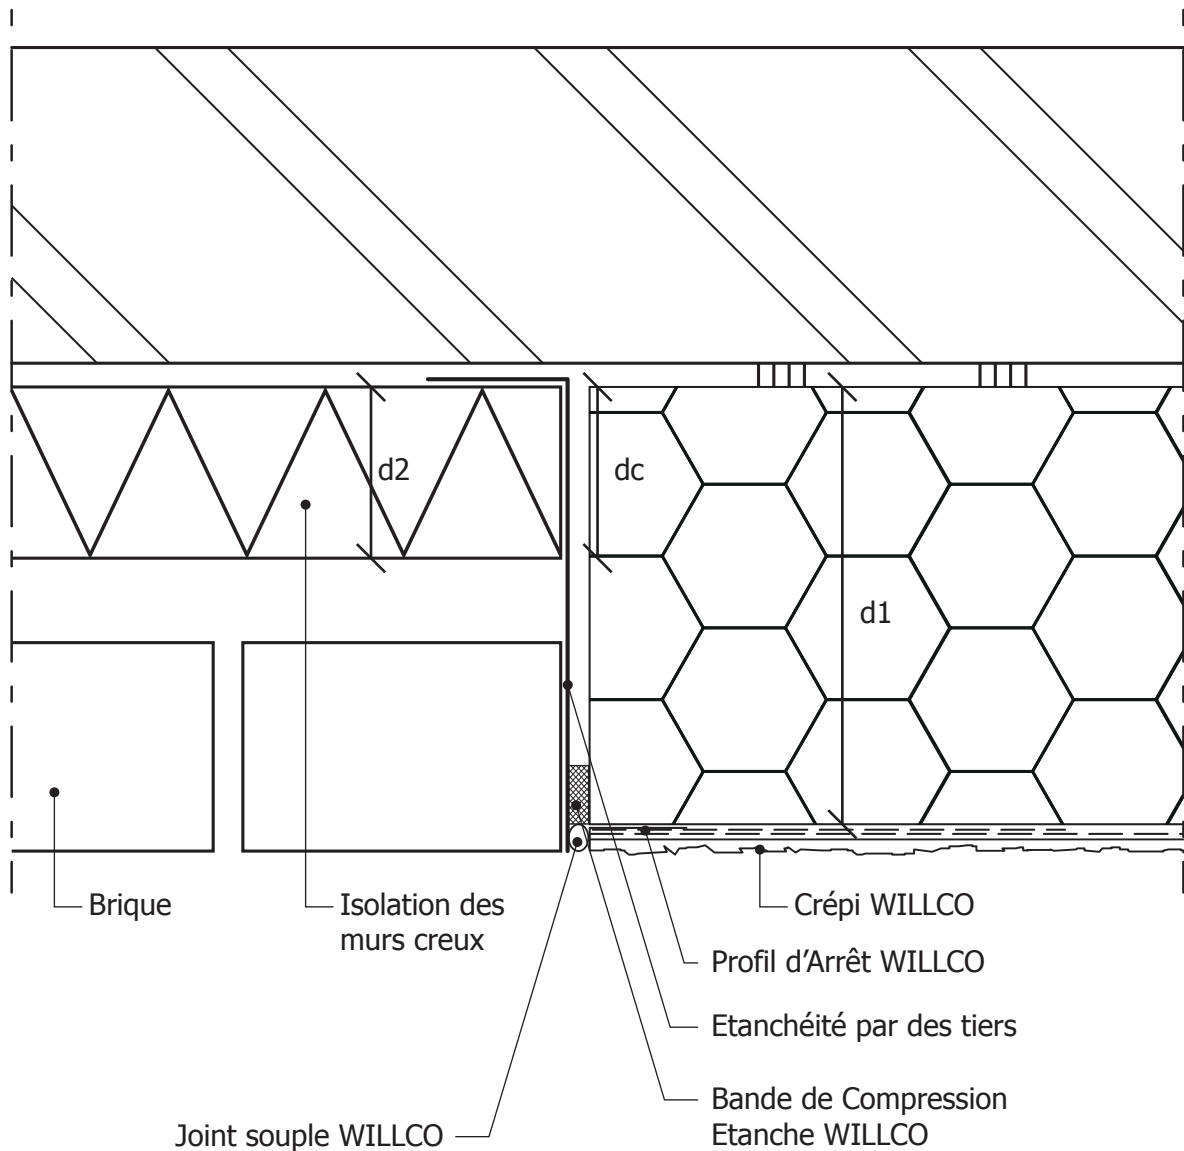 d2
dc
d1
Brique
Isolation des
murs creux
Crépi WILLCO
Profil d’Arrêt WILLCO
Etanchéité par des tiers
Bande de Compression
Etanche WILLCO
Joint souple WILLCO